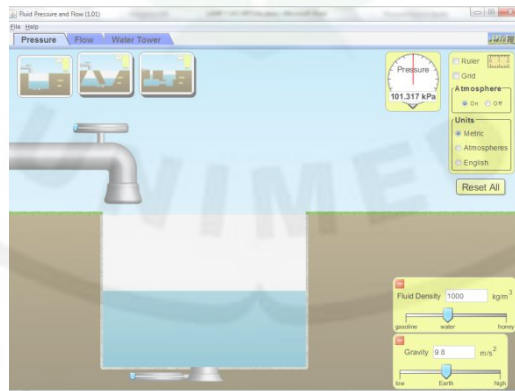 Fluid Pressure and Flow (1.01)
File Help
Pressure Flow Water Tower
Pressure
101.317 kPa
Ruler
Grid
Atmosphere
On Off
Units
Metric
Atmospheres
English
Reset All
Fluid Density 1000 kg/m³
gasoline water honey
Gravity 9.8 m/s²
low Earth high
UNIMED